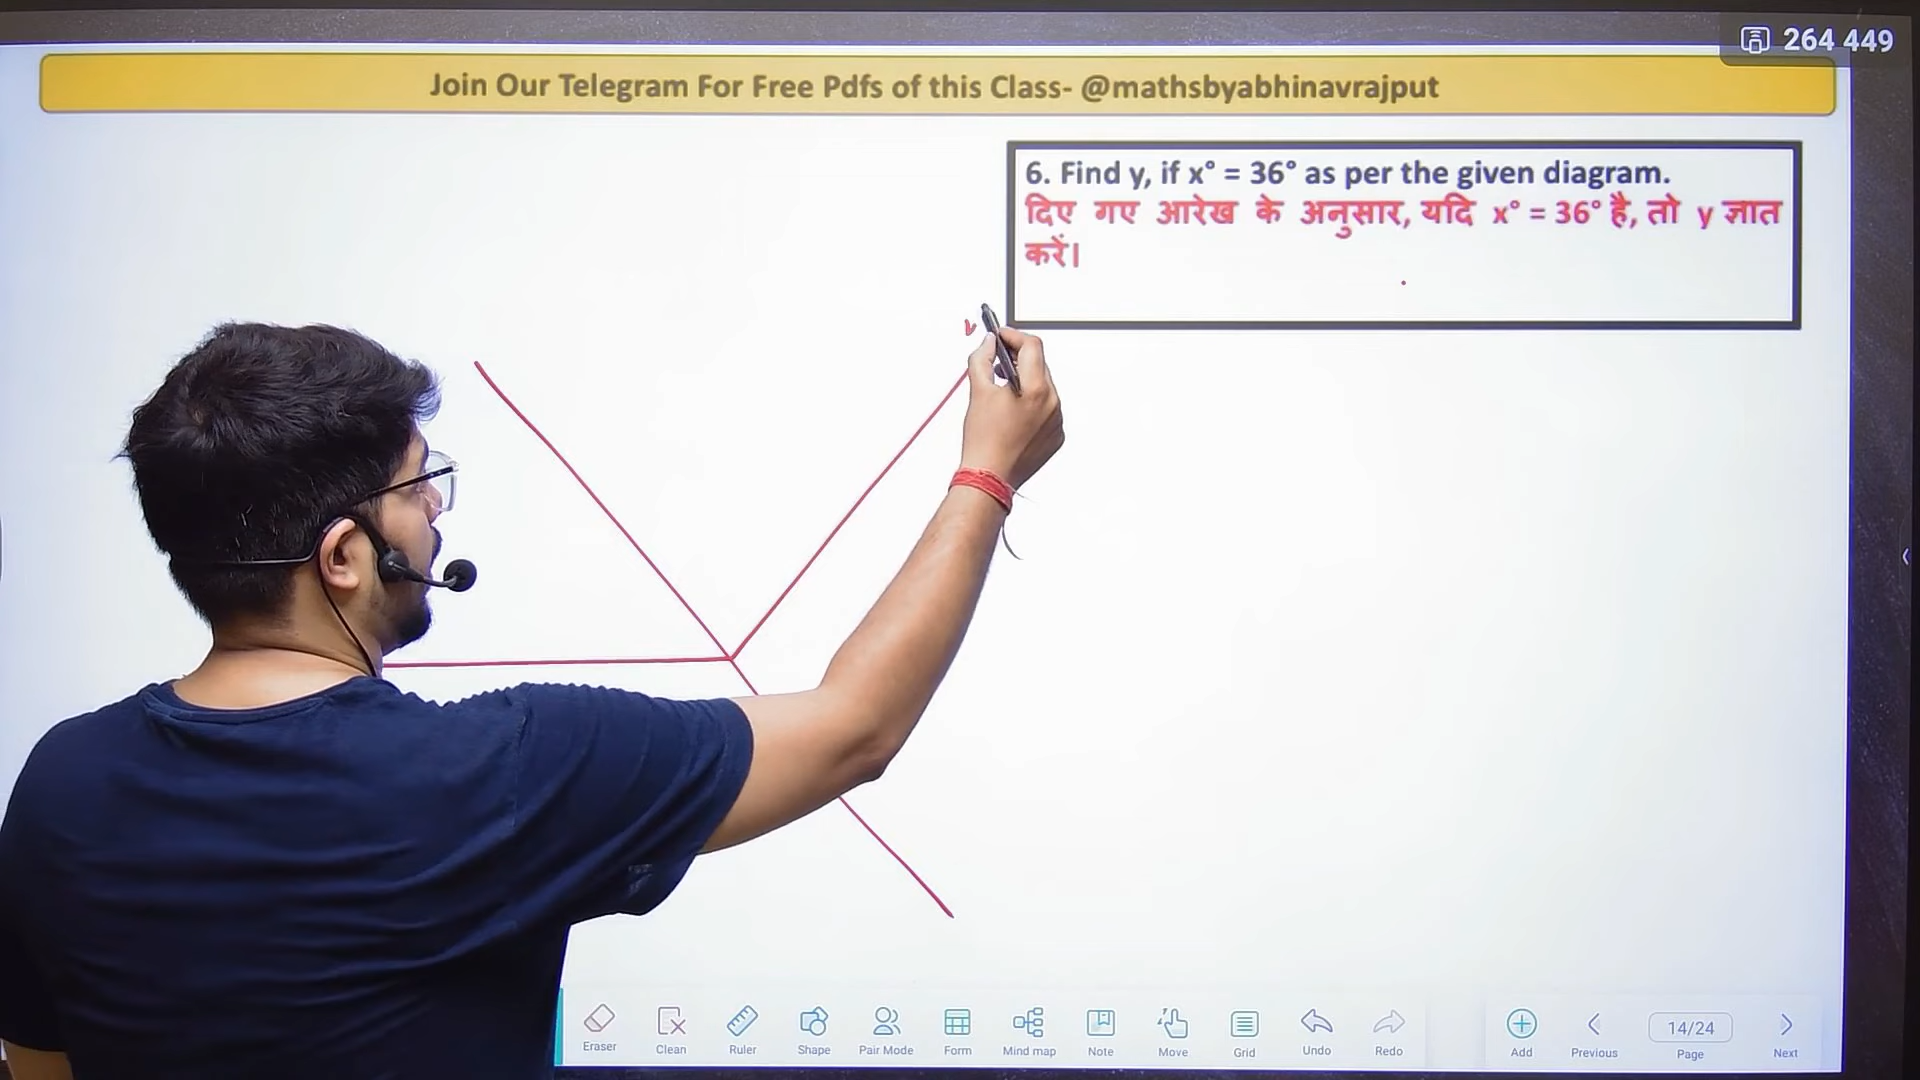 264 449
Join Our Telegram For Free Pdfs of this Class- @mathsbyabhinavrajput
6. Find y, if x° = 36° as per the given diagram.
दिए गए आरेख के अनुसार, यदि x° = 36° है, तो y ज्ञात
करें।
Eraser Clean Ruler Shape Pair Mode Form Mind map Note Move Grid Undo Redo Add Previous 14/24 Page Next